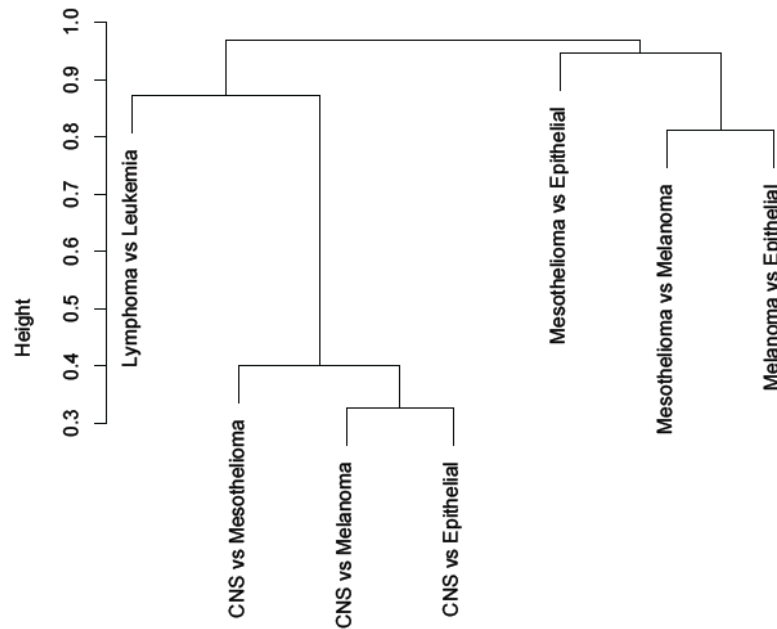 Height
1.0
0.9
0.8
0.7
0.6
0.5
0.4
0.3
Lymphoma vs Leukemia
CNS vs Mesothelioma
CNS vs Melanoma
CNS vs Epithelial
Mesothelioma vs Epithelial
Mesothelioma vs Melanoma
Melanoma vs Epithelial